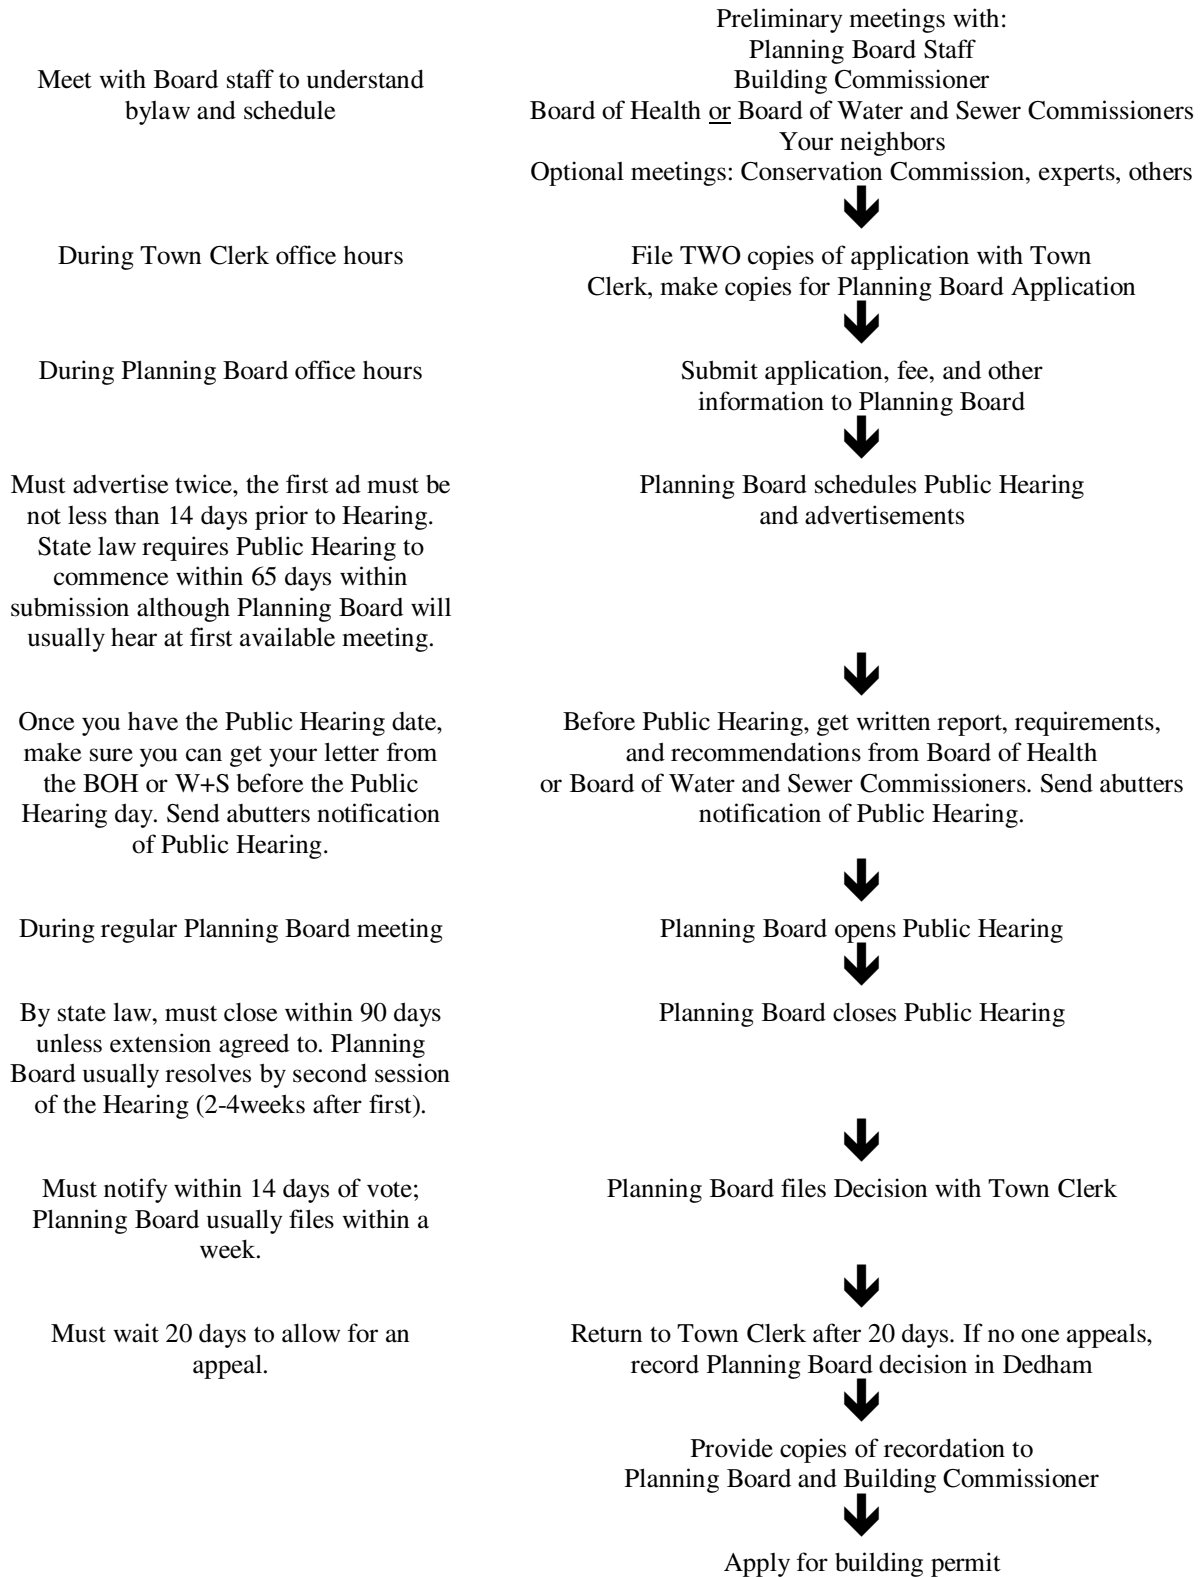 Preliminary meetings with:
Planning Board Staff
Meet with Board staff to understand
bylaw and schedule
Building Commissioner
Board of Health or Board of Water and Sewer Commissioners
Your neighbors
Optional meetings: Conservation Commission, experts, others
During Town Clerk office hours
File TWO copies of application with Town
Clerk, make copies for Planning Board Application
During Planning Board office hours
Submit application, fee, and other
information to Planning Board
Must advertise twice, the first ad must be
not less than 14 days prior to Hearing.
State law requires Public Hearing to
commence within 65 days within
submission although Planning Board will
usually hear at first available meeting.
Planning Board schedules Public Hearing
and advertisements
Once you have the Public Hearing date,
make sure you can get your letter from
the BOH or W+S before the Public
Hearing day. Send abutters notification
of Public Hearing.
Before Public Hearing, get written report, requirements,
and recommendations from Board of Health
or Board of Water and Sewer Commissioners. Send abutters
notification of Public Hearing.
During regular Planning Board meeting
Planning Board opens Public Hearing
By state law, must close within 90 days
unless extension agreed to. Planning
Board usually resolves by second session
of the Hearing (2-4weeks after first).
Planning Board closes Public Hearing
Must notify within 14 days of vote;
Planning Board usually files within a
week.
Planning Board files Decision with Town Clerk
Must wait 20 days to allow for an
appeal.
Return to Town Clerk after 20 days. If no one appeals,
record Planning Board decision in Dedham
Provide copies of recordation to
Planning Board and Building Commissioner
Apply for building permit